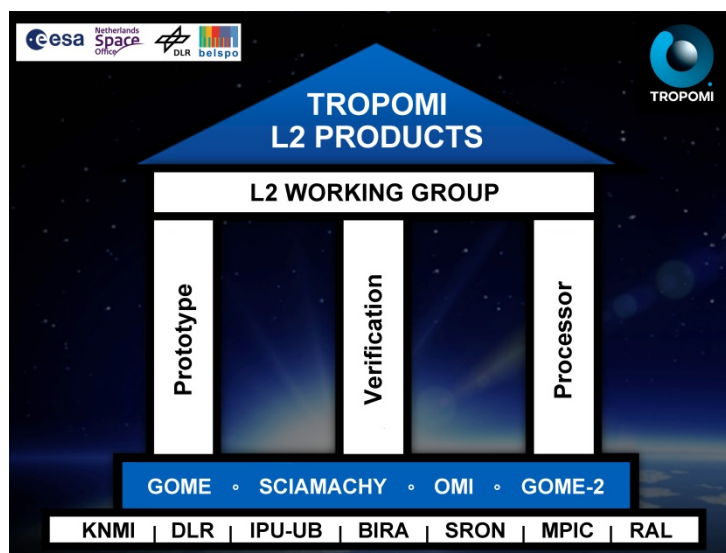 esa
Netherlands
Space
Office
DLR
belspo
TROPOMI
TROPOMI
L2 PRODUCTS
L2 WORKING GROUP
Prototype
Verification
Processor
GOME ∘ SCIAMACHY ∘ OMI ∘ GOME-2
KNMI | DLR | IPU-UB | BIRA | SRON | MPIC | RAL